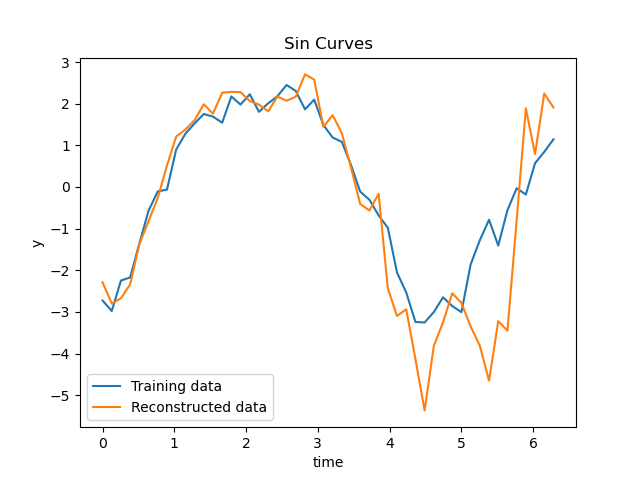 Sin Curves
3
2
1
0
−1
−2
−3
−4
−5
y
Training data
Reconstructed data
0 1 2 3 4 5 6
time